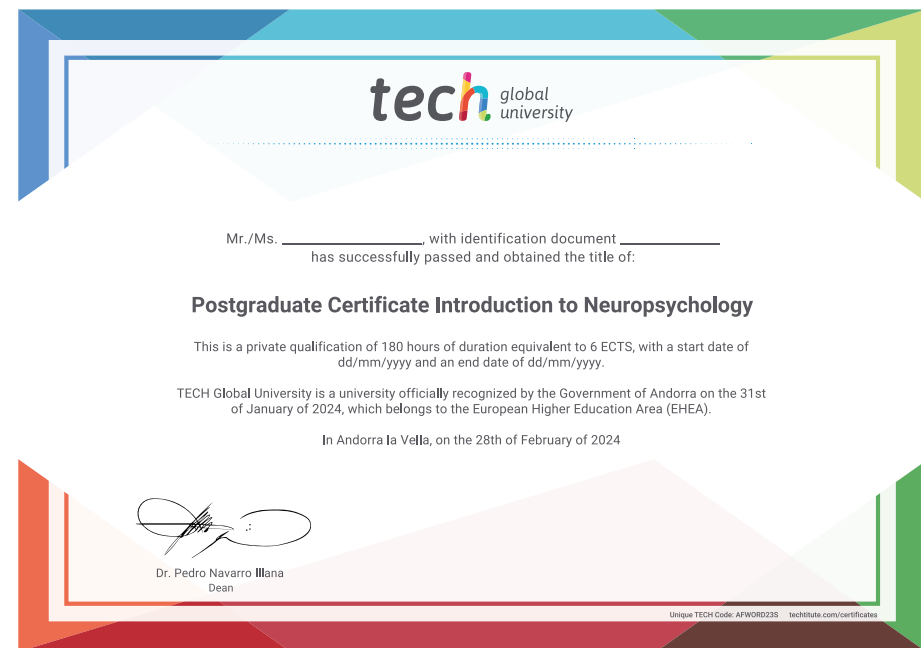 tech global university
Mr./Ms. ____________, with identification document ____________
has successfully passed and obtained the title of:
Postgraduate Certificate Introduction to Neuropsychology
This is a private qualification of 180 hours of duration equivalent to 6 ECTS, with a start date of
dd/mm/yyyy and an end date of dd/mm/yyyy.
TECH Global University is a university officially recognized by the Government of Andorra on the 31st
of January of 2024, which belongs to the European Higher Education Area (EHEA).
In Andorra la Vella, on the 28th of February of 2024
Dr. Pedro Navarro Illana
Dean
Unique TECH Code: AFWORD23S techtitute.com/certificates